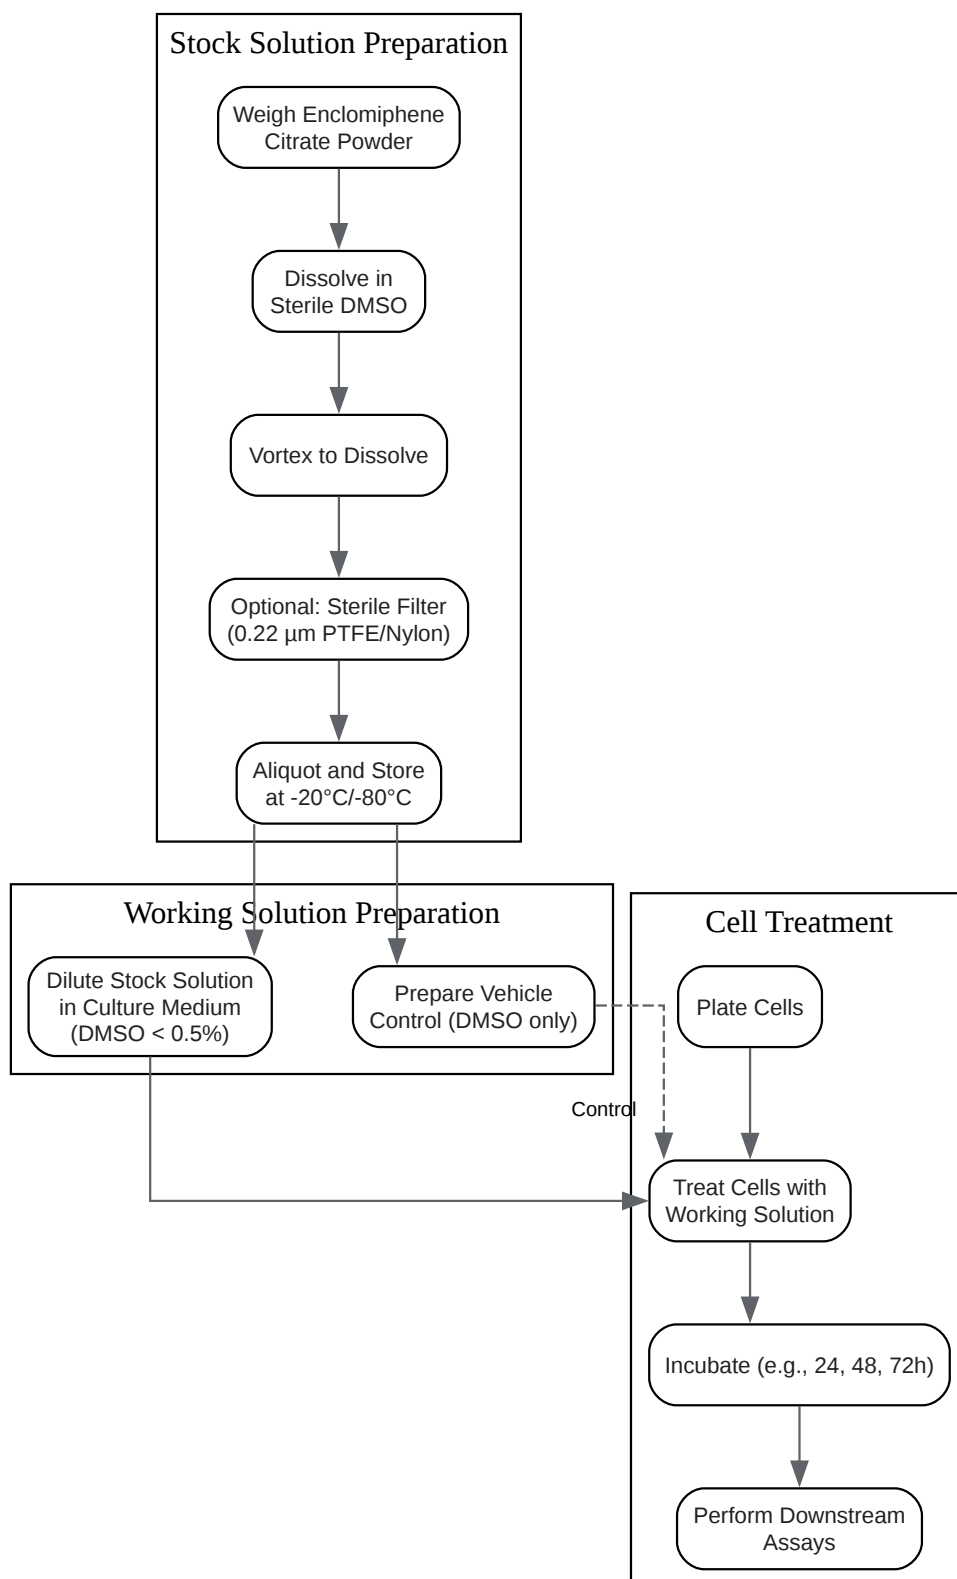 Stock Solution Preparation
Weigh Enclomiphene
Citrate Powder
Dissolve in
Sterile DMSO
Vortex to Dissolve
Optional: Sterile Filter
(0.22 µm PTFE/Nylon)
Aliquot and Store
at -20°C/-80°C
Working Solution Preparation
Dilute Stock Solution
in Culture Medium
(DMSO < 0.5%)
Prepare Vehicle
Control (DMSO only)
Cell Treatment
Plate Cells
Control
Treat Cells with
Working Solution
Incubate (e.g., 24, 48, 72h)
Perform Downstream
Assays